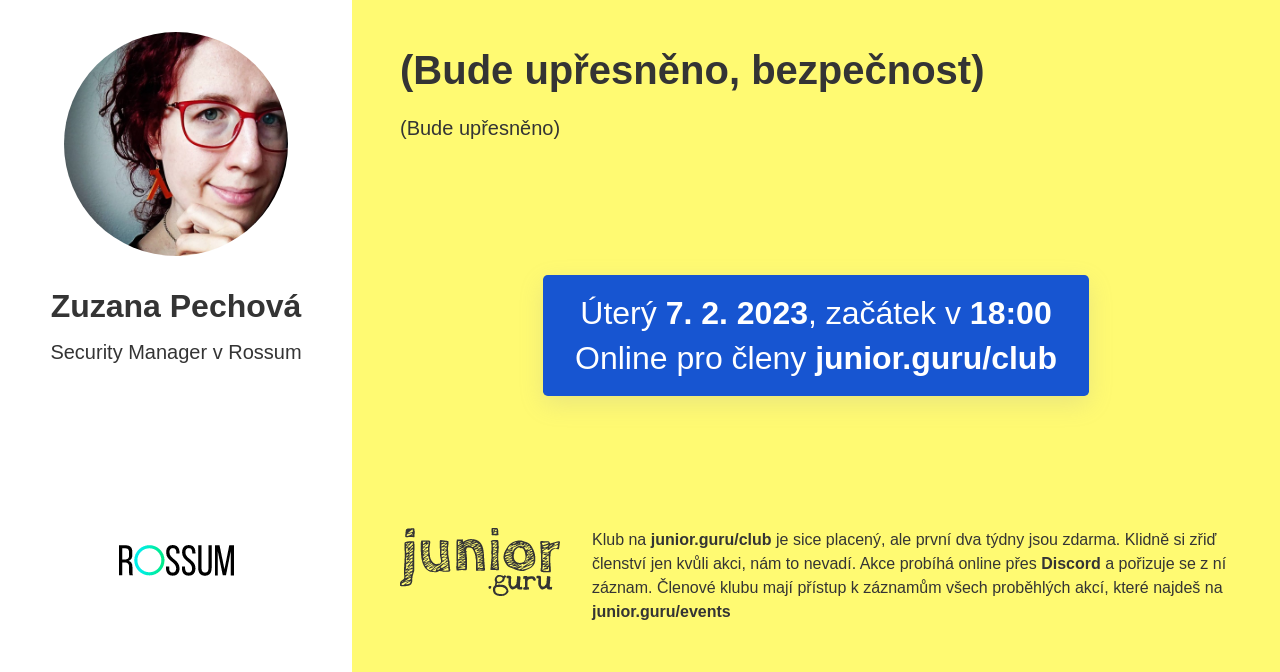 Zuzana Pechová
Security Manager v Rossum
ROSSUM
(Bude upřesněno, bezpečnost)
(Bude upřesněno)
Úterý 7. 2. 2023, začátek v 18:00
Online pro členy junior.guru/club
junior
.guru
Klub na junior.guru/club je sice placený, ale první dva týdny jsou zdarma. Klidně si zřiď
členství jen kvůli akci, nám to nevadí. Akce probíhá online přes Discord a pořizuje se z ní
záznam. Členové klubu mají přístup k záznamům všech proběhlých akcí, které najdeš na
junior.guru/events